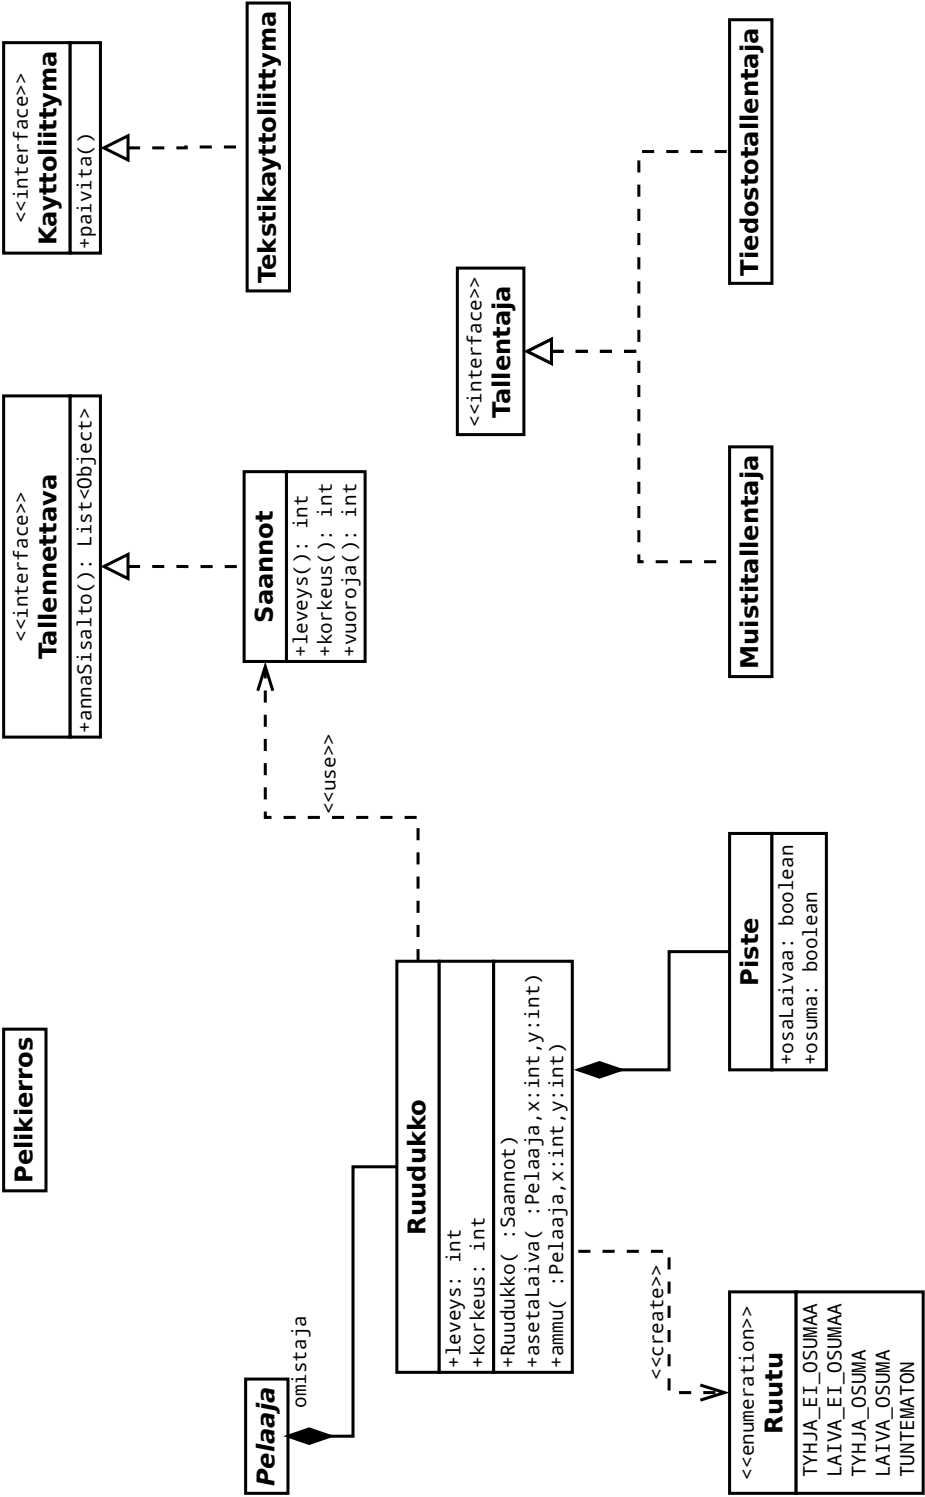 Pelikierros
<<interface>>
Tallennettava
+annaSisalto(): List<Object>
<<interface>>
Kayttoliittyma
+paivita()
Pelaaja
omistaja
Saannot
+leveys(): int
+korkeus(): int
+vuoroja(): int
Tekstikayttoliittyma
<<use>>
Ruudukko
+leveys: int
+korkeus: int
+Ruudukko( :Saannot)
+asetaLaiva( :Pelaaja,x:int,y:int)
+ammu( :Pelaaja,x:int,y:int)
<<interface>>
Tallentaja
<<create>>
<<enumeration>>
Ruutu
TYHJA_EI_OSUMAA
LAIVA_EI_OSUMAA
TYHJA_OSUMA
LAIVA_OSUMA
TUNTEMATON
Piste
+osaLaivaa: boolean
+osuma: boolean
Muistitallentaja
Tiedostotallentaja